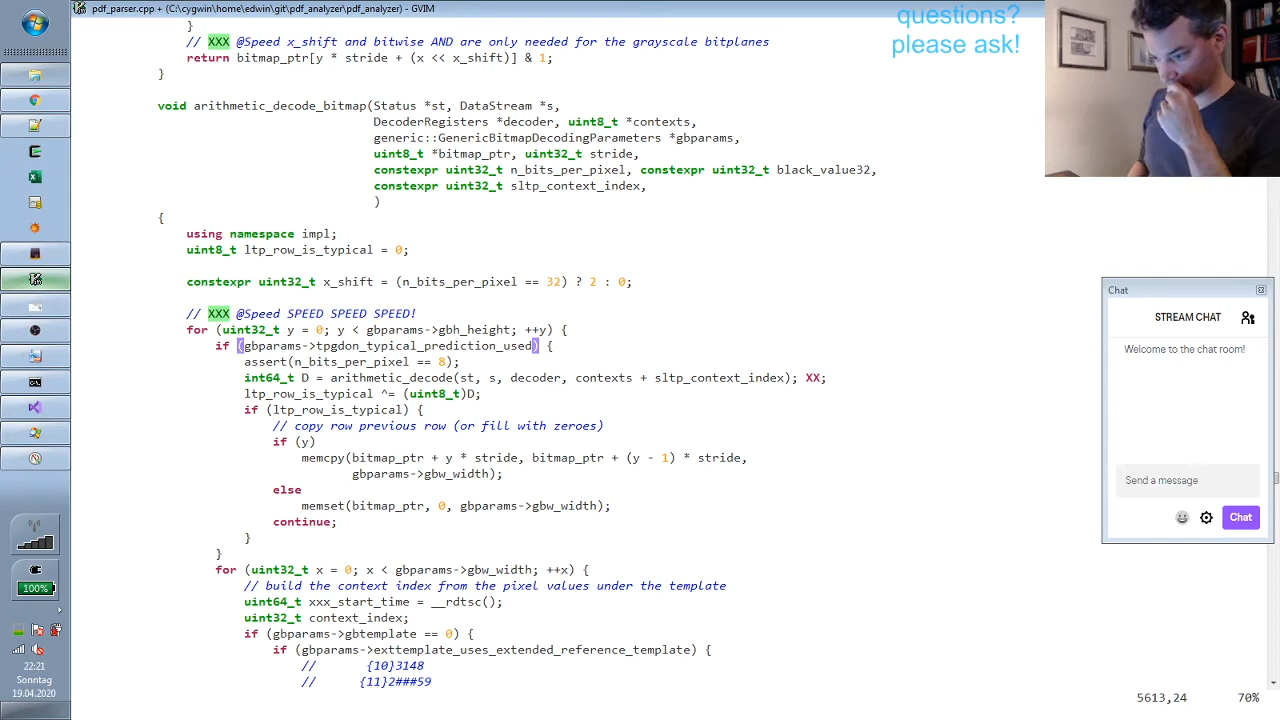 pdf_parser.cpp + (C:\cygwin\home\edwin\git\pdf_analyzer\pdf_analyzer) - GVIM
questions?
please ask!
}
// XXX @Speed x_shift and bitwise AND are only needed for the grayscale bitplanes
return bitmap_ptr[y * stride + (x << x_shift)] & 1;
}
void arithmetic_decode_bitmap(Status *st, DataStream *s,
DecoderRegisters *decoder, uint8_t *contexts,
generic::GenericBitmapDecodingParameters *gbparams,
uint8_t *bitmap_ptr, uint32_t stride,
constexpr uint32_t n_bits_per_pixel, constexpr uint32_t black_value32,
constexpr uint32_t sltp_context_index,
)
{
using namespace impl;
uint8_t ltp_row_is_typical = 0;
constexpr uint32_t x_shift = (n_bits_per_pixel == 32) ? 2 : 0;
// XXX @Speed SPEED SPEED SPEED!
for (uint32_t y = 0; y < gbparams->gbh_height; ++y) {
if (gbparams->tpgdon_typical_prediction_used) {
assert(n_bits_per_pixel == 8);
int64_t D = arithmetic_decode(st, s, decoder, contexts + sltp_context_index); XX;
ltp_row_is_typical ^= (uint8_t)D;
if (ltp_row_is_typical) {
// copy row previous row (or fill with zeroes)
if (y)
memcpy(bitmap_ptr + y * stride, bitmap_ptr + (y - 1) * stride,
gbparams->gbw_width);
else
memset(bitmap_ptr, 0, gbparams->gbw_width);
continue;
}
}
for (uint32_t x = 0; x < gbparams->gbw_width; ++x) {
// build the context index from the pixel values under the template
uint64_t xxx_start_time = __rdtsc();
uint32_t context_index;
if (gbparams->gbtemplate == 0) {
if (gbparams->exttemplate_uses_extended_reference_template) {
// {10}3148
// {11}2###59
5613,24 70%
Chat
STREAM CHAT
Welcome to the chat room!
Send a message
Chat
100%
22:21
Sonntag
19.04.2020